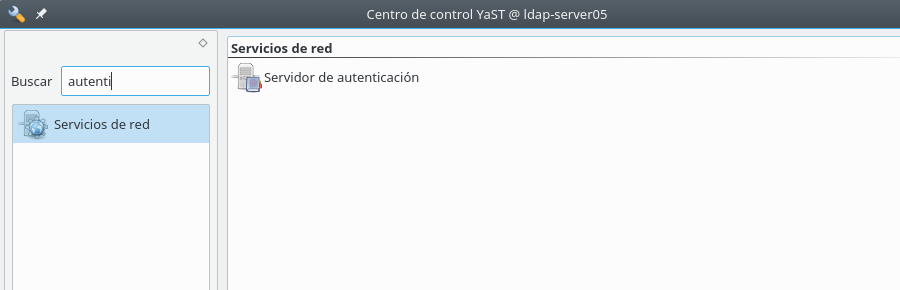 Centro de control YaST @ ldap-server05
Buscar autenti
Servicios de red
Servicios de red
Servidor de autenticación